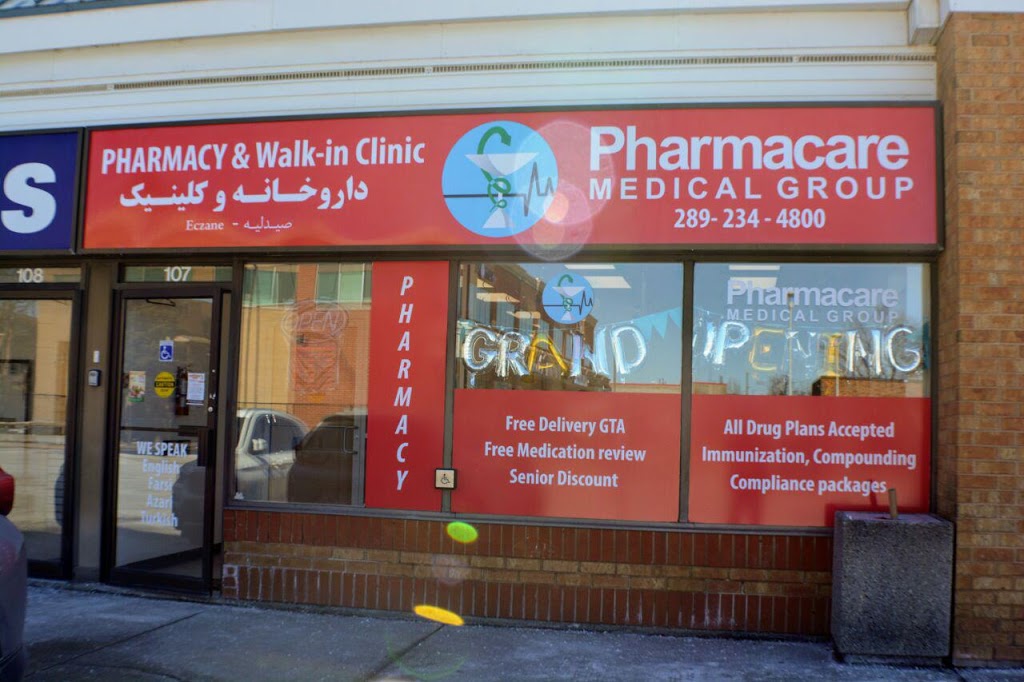 S
PHARMACY & Walk-in Clinic
داروخانه و کلینیک
Eczane - صیدلیه
Pharmacare
MEDICAL GROUP
289-234-4800
108
107
OPEN
PHARMACY
Pharmacare
MEDICAL GROUP
GRAND OPENING
WE SPEAK
English
Farsi
Azari
Turkish
Free Delivery GTA
Free Medication review
Senior Discount
All Drug Plans Accepted
Immunization, Compounding
Compliance packages